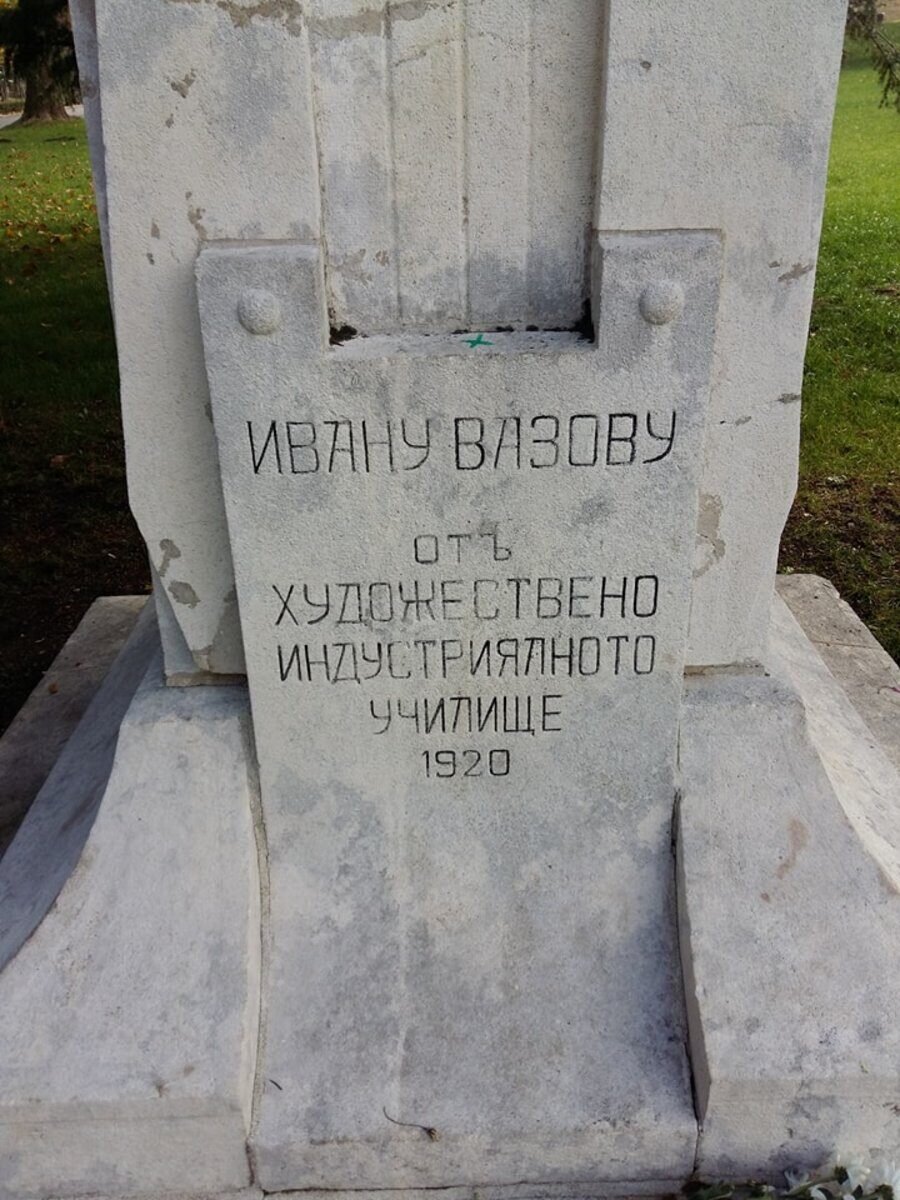 ИВАНУ ВАЗОВУ
отъ
ХУДОЖЕСТВЕНО
ИНДУСТРИЯЛНОТО
УЧИЛИЩЕ
1920